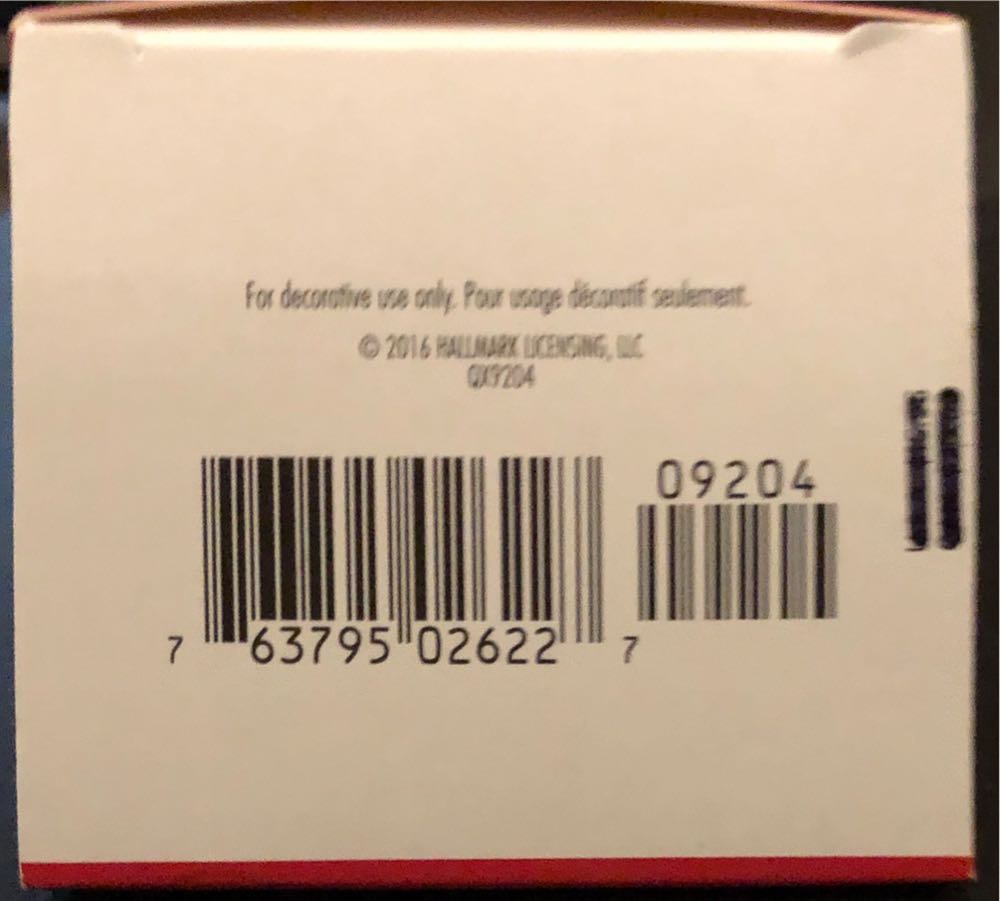 For decorative use only. Pour usage décoratif seulement.
© 2016 HALLMARK LICENSING, LLC
QX9204
09204
7 63795 02622 7